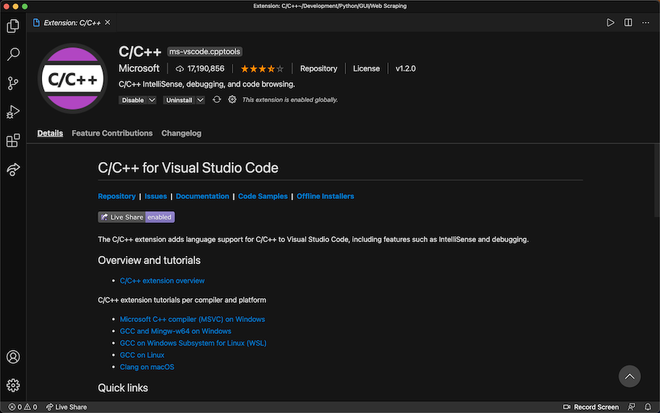 Extension: C/C++–/Development/Python/GUI/Web Scraping
Extension: C/C++
C/C++
C/C++ ms-vscode.cpptools
Microsoft 17,190,856 Repository License v1.2.0
C/C++ IntelliSense, debugging, and code browsing.
Disable Uninstall This extension is enabled globally.
Details Feature Contributions Changelog
C/C++ for Visual Studio Code
Repository | Issues | Documentation | Code Samples | Offline Installers
Live Share enabled
The C/C++ extension adds language support for C/C++ to Visual Studio Code, including features such as IntelliSense and debugging.
Overview and tutorials
• C/C++ extension overview
C/C++ extension tutorials per compiler and platform
• Microsoft C++ compiler (MSVC) on Windows
• GCC and Mingw-w64 on Windows
• GCC on Windows Subsystem for Linux (WSL)
• GCC on Linux
• Clang on macOS
Quick links
0 0 Live Share Record Screen